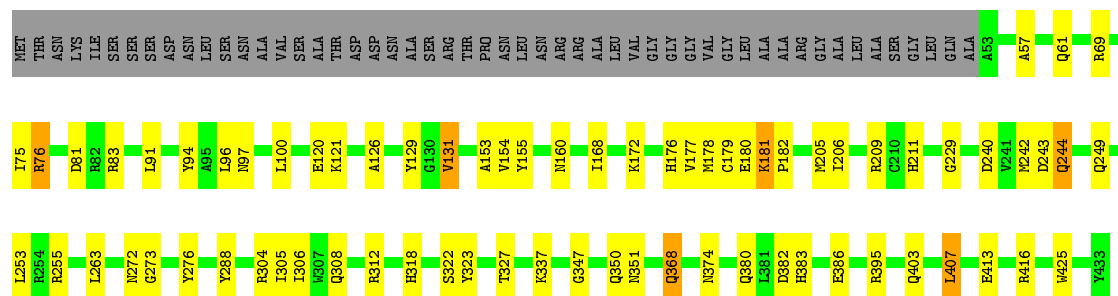 MET THR ASN LYS ILE SER SER SER ASP ASN LEU SER ASN ALA VAL SER ALA THR ASP ASP ASN ALA SER ARG THR PRO ASN LEU ASN ARG ARG ALA LEU VAL GLY GLY GLY VAL GLY LEU ALA ALA ARG GLY ALA LEU ALA SER GLY LEU GLN ALA A53 A57 Q61 R69
I75 R76 D81 R82 R83 L91 Y94 A95 L96 N97 L100 E120 K121 A126 Y129 G130 V131 A153 V154 Y155 N160 I168 K172 H176 V177 M178 C179 E180 K181 P182 M205 I206 R209 C210 H211 G229 D240 V241 M242 D243 Q244 Q249
L253 R254 R255 L263 N272 G273 Y276 Y288 R304 I305 I306 W307 Q308 R312 H318 S322 Y323 T327 K337 G347 Q350 N351 Q368 N374 Q380 L381 D382 H383 E386 R395 Q403 L407 E413 R416 W425 Y433